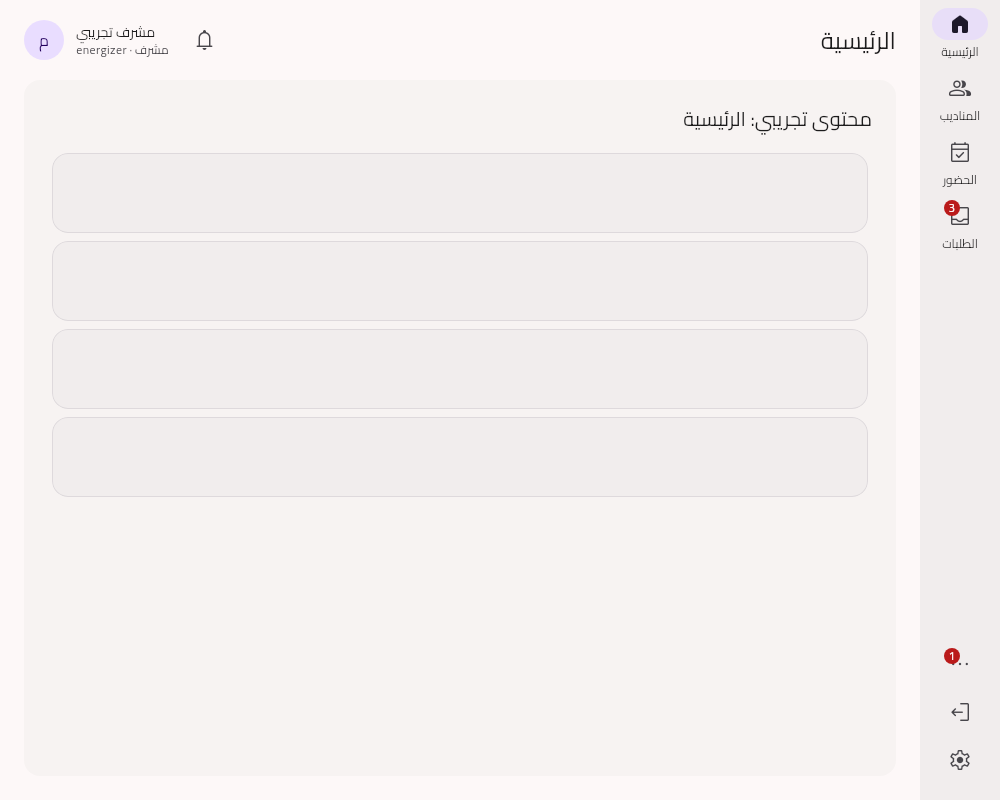 الرئيسية
المناديب
الحضور
3
الطلبات
1
الرئيسية
مشرف تجريبي
مشرف · energizer
م
محتوى تجريبي: الرئيسية